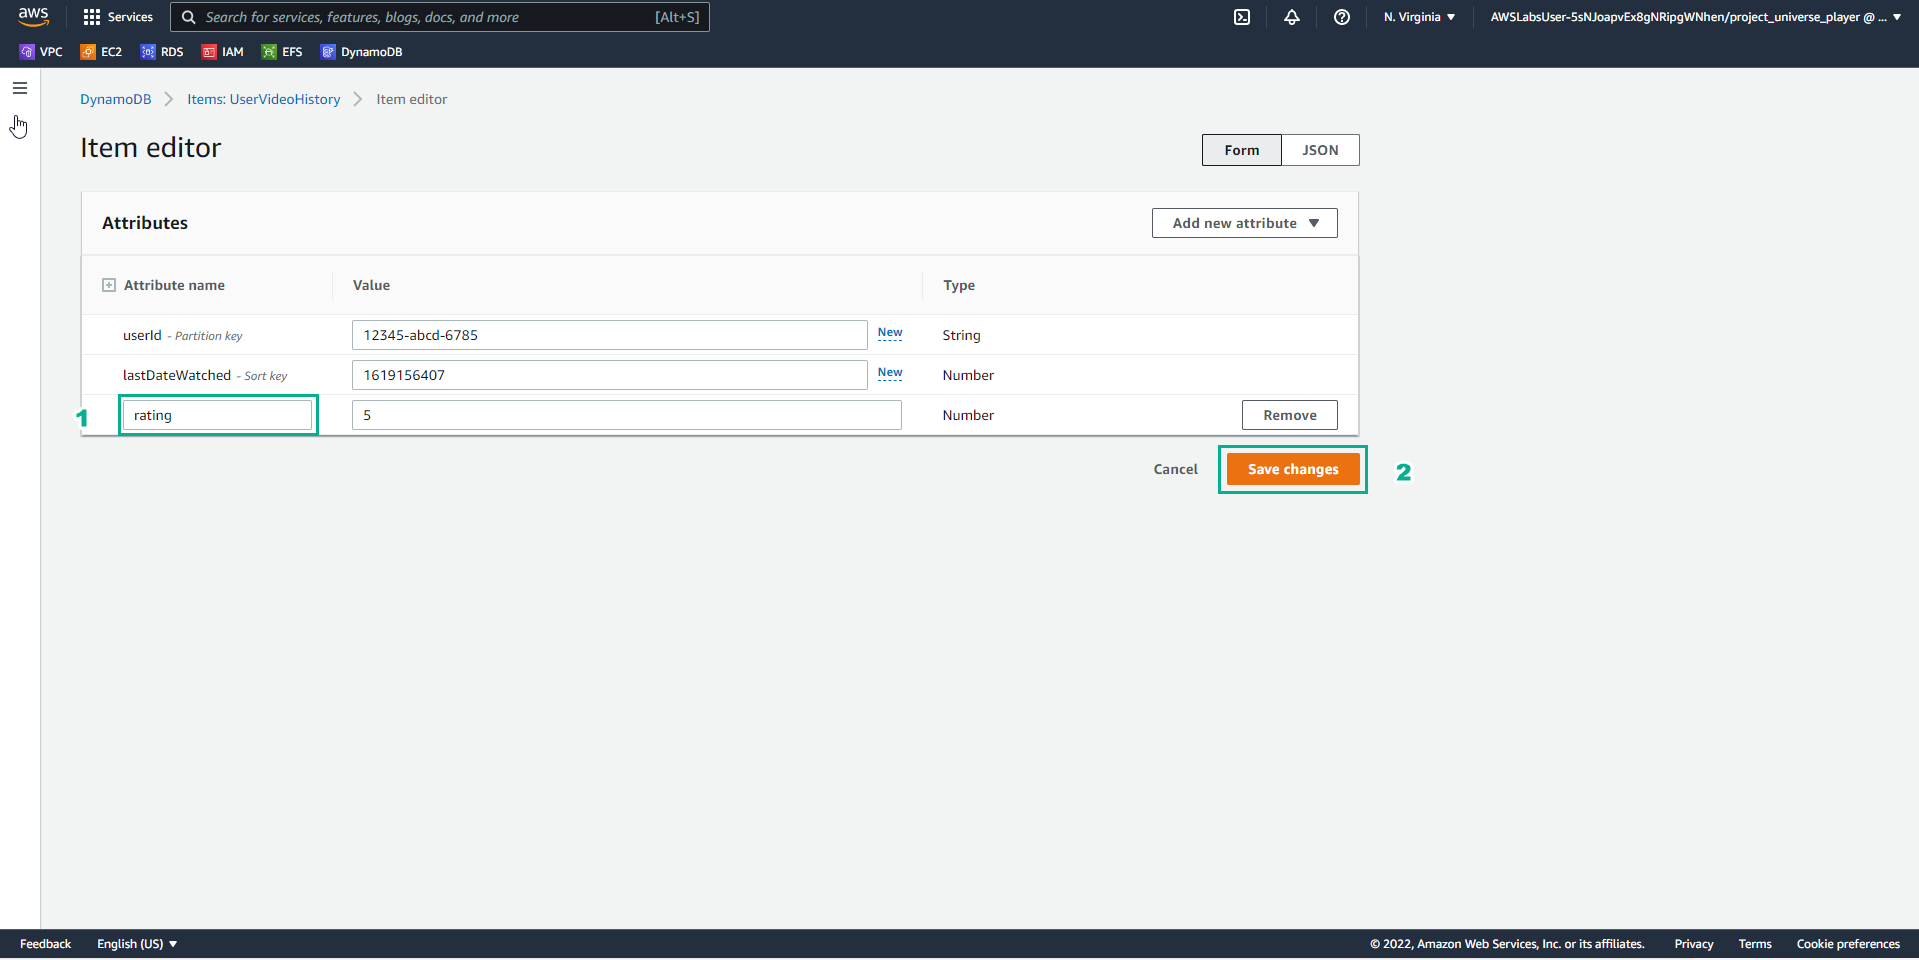 aws Services Search for services, features, blogs, docs, and more [Alt+S] N. Virginia ▼ AWSLabsUser-5sNJoapvEx8gNRipgWNhen/project_universe_player @ ... ▼
VPC EC2 RDS IAM EFS DynamoDB
DynamoDB > Items: UserVideoHistory > Item editor
Item editor
Form JSON
Attributes
Add new attribute ▼
Attribute name Value Type
userId - Partition key 12345-abcd-6785 New String
lastDateWatched - Sort key 1619156407 New Number
1 rating 5 Number Remove
Cancel Save changes 2
Feedback English (US) ▼ © 2022, Amazon Web Services, Inc. or its affiliates. Privacy Terms Cookie preferences